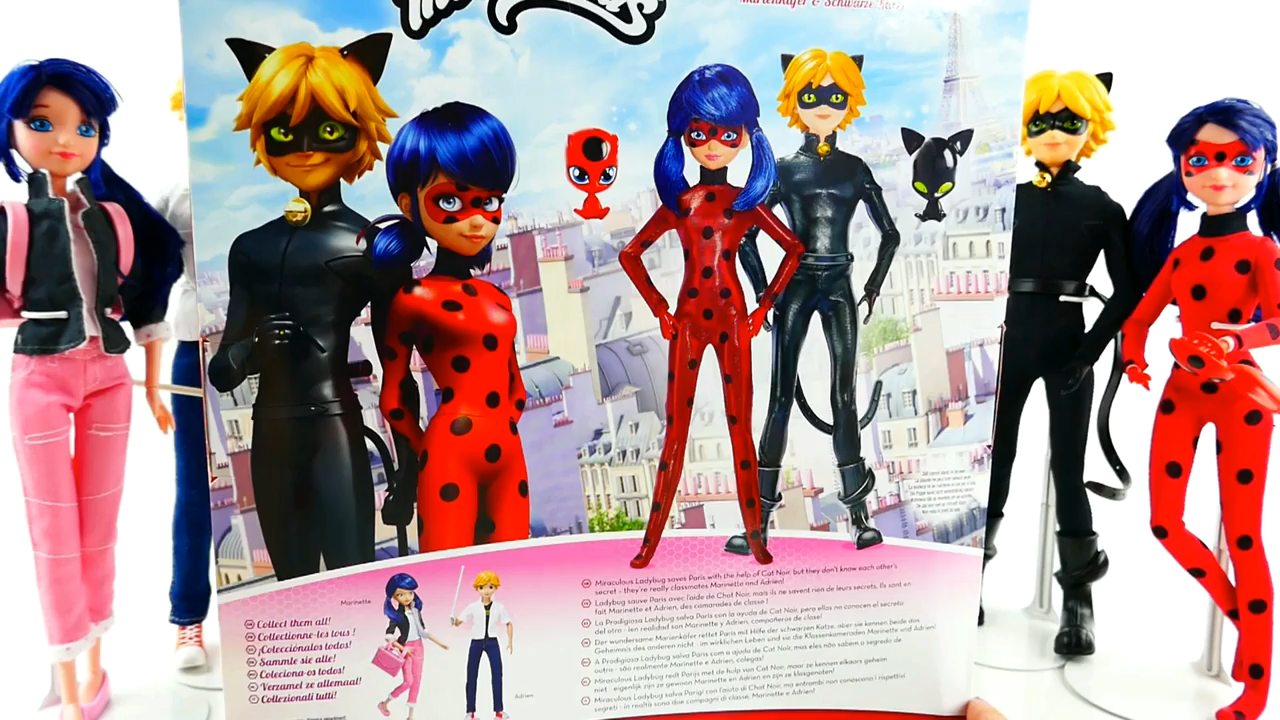 Miraculous
Marienkäfer & Schwarze Katze
Marinette
Adrien
Collect them all!
Collectionne-les tous !
¡Colecciónalos todos!
Sammle sie alle!
Coleciona-os todos!
Verzamel ze allemaal!
Collezionali tutti!
Miraculous Ladybug saves Paris with the help of Cat Noir, but they don't know each other's
secret - they're really classmates Marinette and Adrien!
Ladybug sauve Paris avec l'aide de Chat Noir, mais ils ne savent rien de leurs secrets. Ils sont en
fait Marinette et Adrien, des camarades de classe !
La Prodigiosa Ladybug salva Paris con la ayuda de Cat Noir, pero ellos no conocen el secreto
del otro - ¡en realidad son Marinette y Adrien, compañeros de clase!
Der wundersame Marienkäfer rettet Paris mit Hilfe der schwarzen Katze, aber sie kennen beide das
Geheimnis des anderen nicht - im wirklichen Leben sind sie die Klassenkameraden Marinette und Adrien!
A Prodigiosa Ladybug salva Paris com a ajuda de Cat Noir, mas eles não sabem o segredo do
outro - são realmente Marinette e Adrien, colegas!
Miraculous Ladybug redt Parijs met de hulp van Cat Noir, maar ze kennen elkaars geheim
niet - eigenlijk zijn ze gewoon Marinette en Adrien en zijn ze klasgenoten!
Miraculous Ladybug salva Parigi con l'aiuto di Chat Noir, ma entrambi non conoscono i rispettivi
segreti - in realtà sono due compagni di classe, Marinette e Adrien!